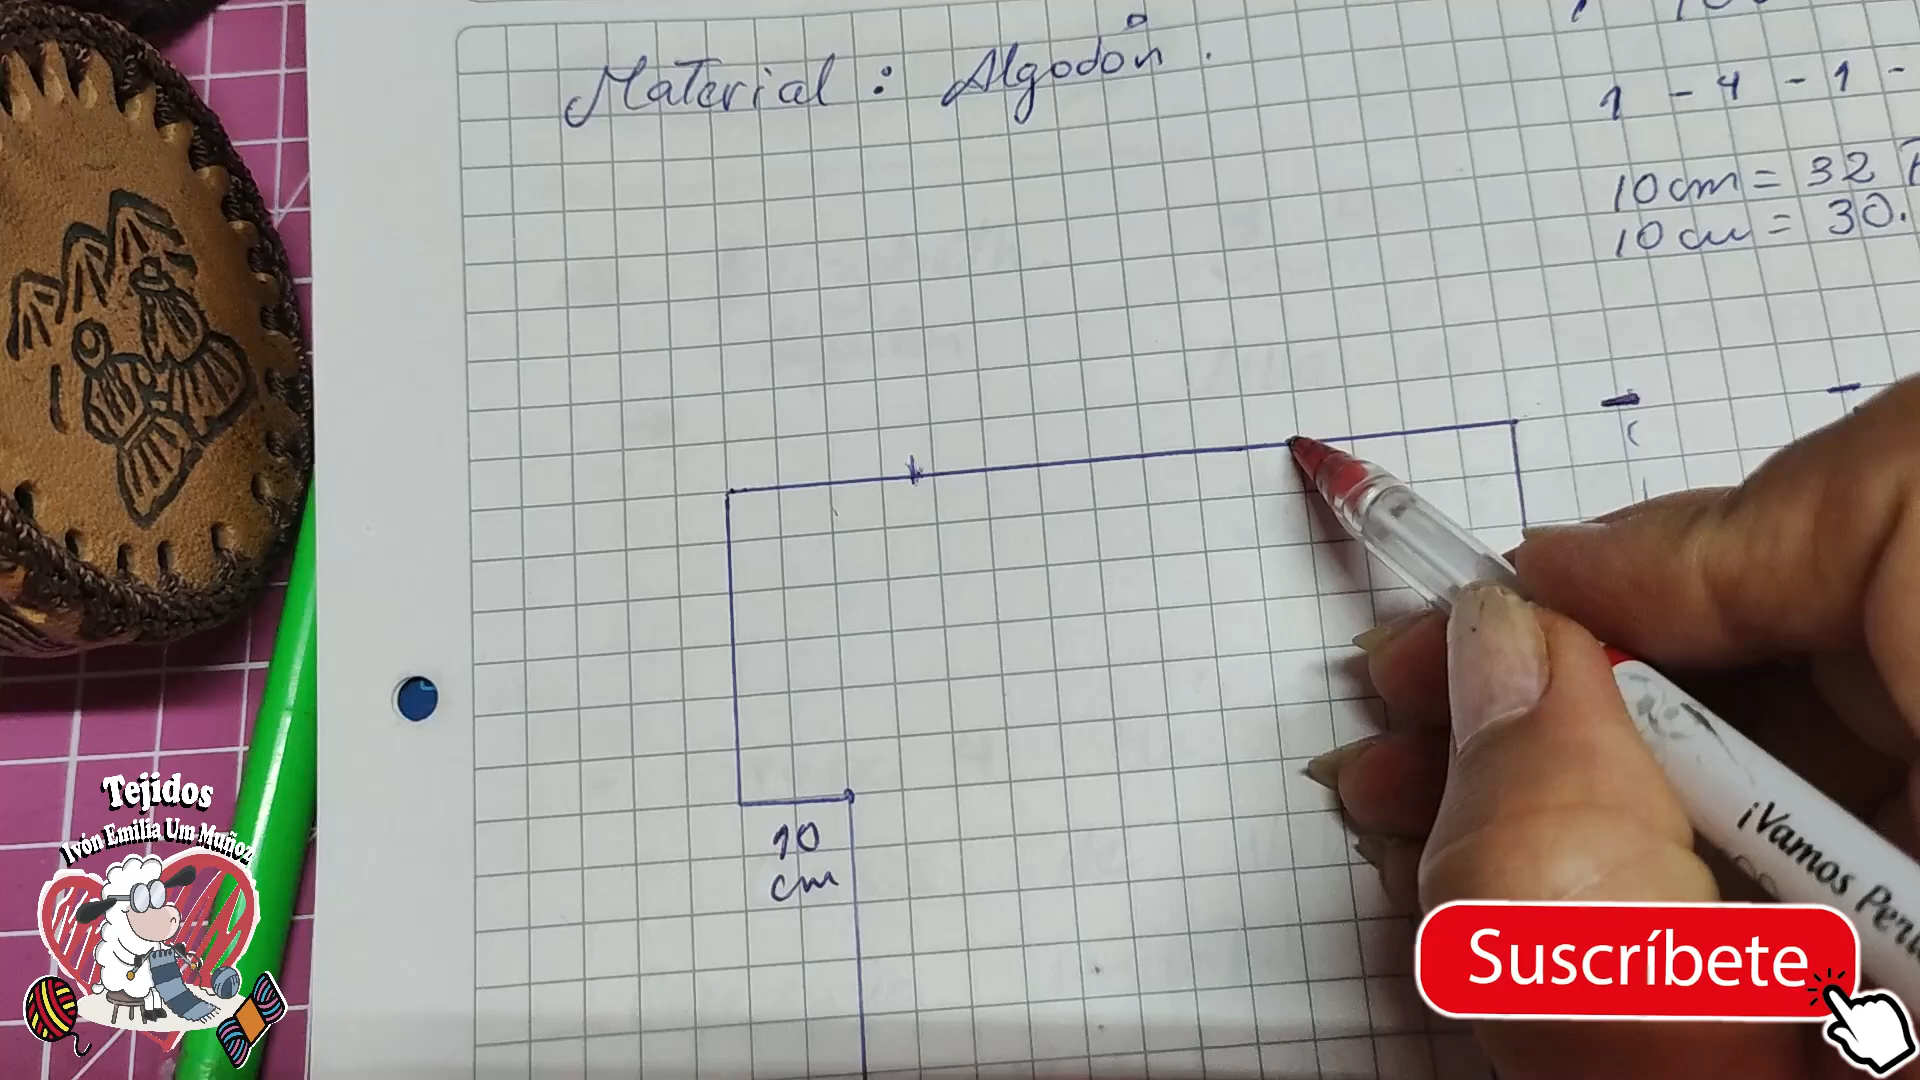 Material : Algodón .
1 - 4 - 1 -
10 cm = 32
10 cm = 30.
10
cm
¡Vamos Perú
Tejidos
Ivón Emilia Um Muñoz
Suscríbete